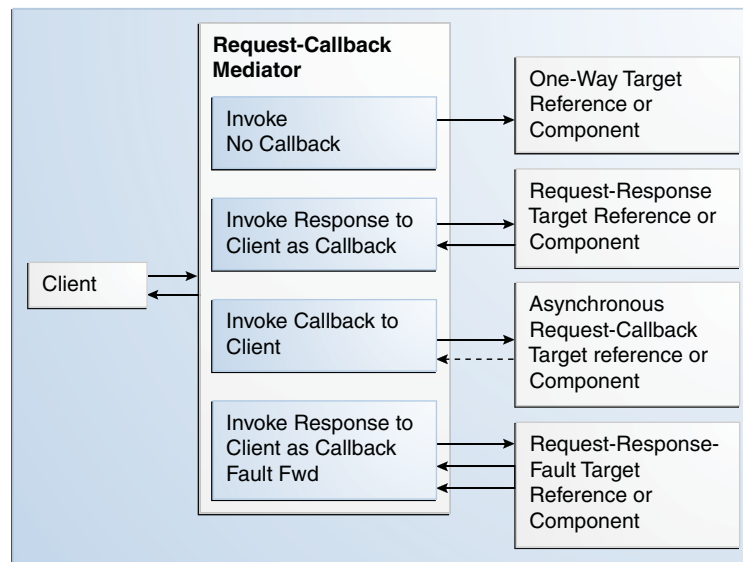 Request-Callback
Mediator
Invoke
No Callback
One-Way Target
Reference or
Component
Invoke Response to
Client as Callback
Request-Response
Target Reference or
Component
Client
Invoke Callback to
Client
Asynchronous
Request-Callback
Target reference or
Component
Invoke Response to
Client as Callback
Fault Fwd
Request-Response-
Fault Target
Reference or
Component